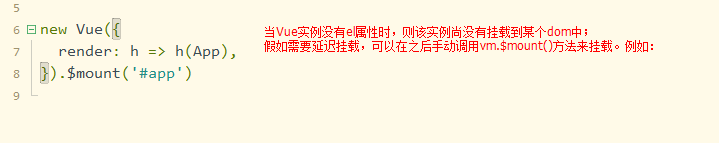 5
6 new Vue({ 当Vue实例没有el属性时，则该实例尚没有挂载到某个dom中；
7 render: h => h(App), 假如需要延迟挂载，可以在之后手动调用vm.$mount()方法来挂载。例如：
8 }).$mount('#app')
9